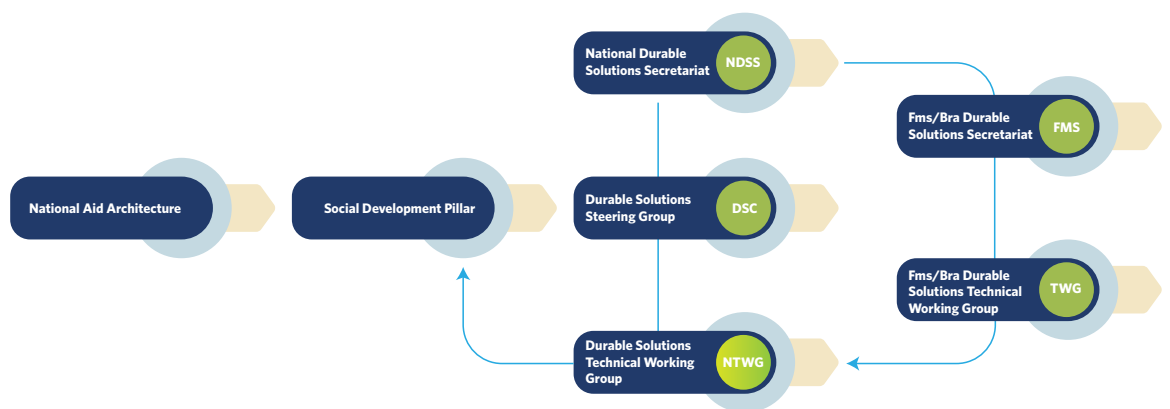 National Aid Architecture
Social Development Pillar
National Durable
Solutions Secretariat
NDSS
Durable Solutions
Steering Group
DSC
Durable Solutions
Technical Working
Group
NTWG
Fms/Bra Durable
Solutions Secretariat
FMS
Fms/Bra Durable
Solutions Technical
Working Group
TWG